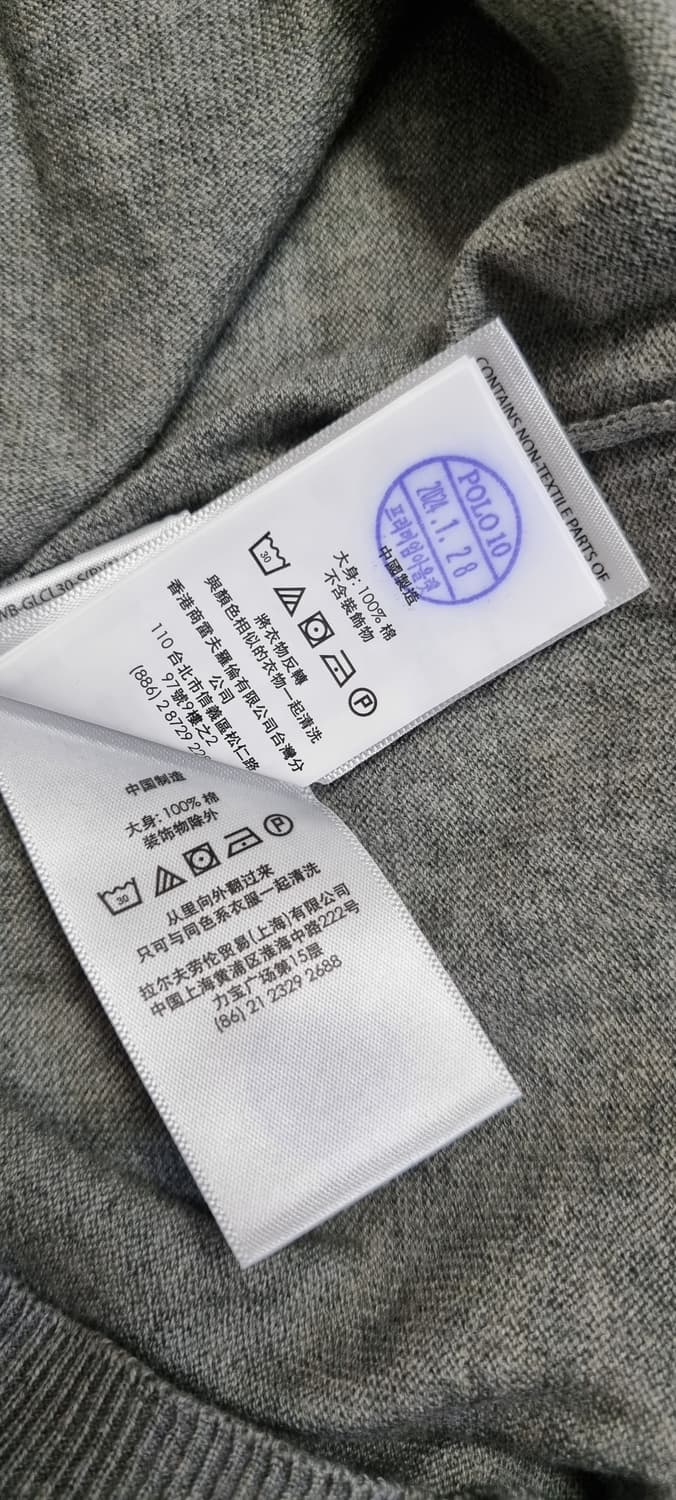 CONTAINS NON-TEXTILE PARTS OF
POLO 10
2024.1.28
프리미엄아울렛
中國製造
大身: 100% 棉
不含裝飾物
30
P
將衣物反轉
與顏色相似的衣物一起清洗
香港商雷夫羅倫有限公司台灣分
公司
110 台北市信義區松仁路
97號9樓之2
(886) 2 8729
中国制造
大身: 100% 棉
装饰物除外
30
P
从里向外翻过来
只可与同色系衣服一起清洗
拉尔夫劳伦贸易(上海)有限公司
中国上海黄浦区淮海中路222号
力宝广场第15层
(86) 21 2329 2688